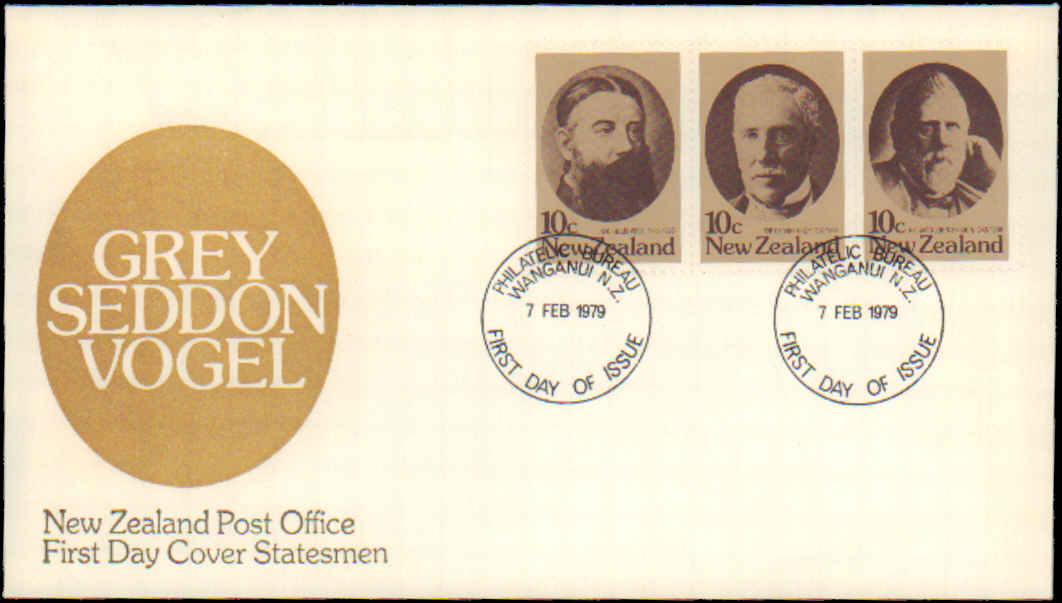 GREY
SEDDON
VOGEL
New Zealand Post Office
First Day Cover Statesmen
10c
New Zealand
10c
New Zealand
10c
New Zealand
PHILATELIC BUREAU
WANGANUI N.Z.
7 FEB 1979
FIRST DAY OF ISSUE
PHILATELIC BUREAU
WANGANUI N.Z.
7 FEB 1979
FIRST DAY OF ISSUE